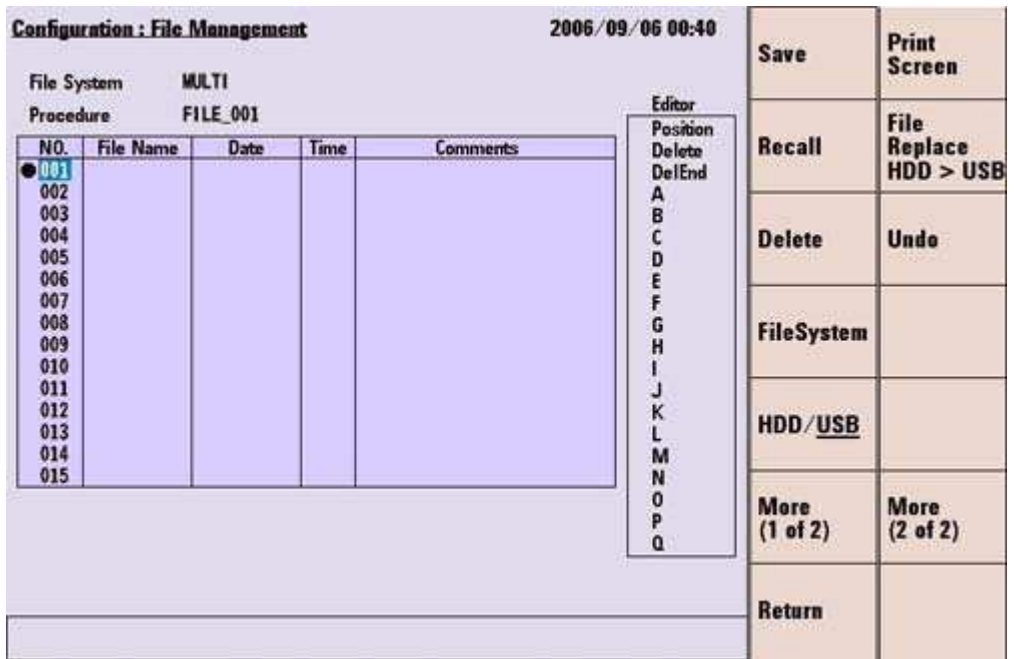 Configuration : File Management
2006/09/06 00:40
File System MULTI
Procedure FILE_001
NO. File Name Date Time Comments
001
002
003
004
005
006
007
008
009
010
011
012
013
014
015
Editor
Position
Delete
DelEnd
A
B
C
D
E
F
G
H
I
J
K
L
M
N
O
P
Q
Save
Recall
Delete
FileSystem
HDD/USB
More
(1 of 2)
Return
Print
Screen
File
Replace
HDD > USB
Undo
More
(2 of 2)